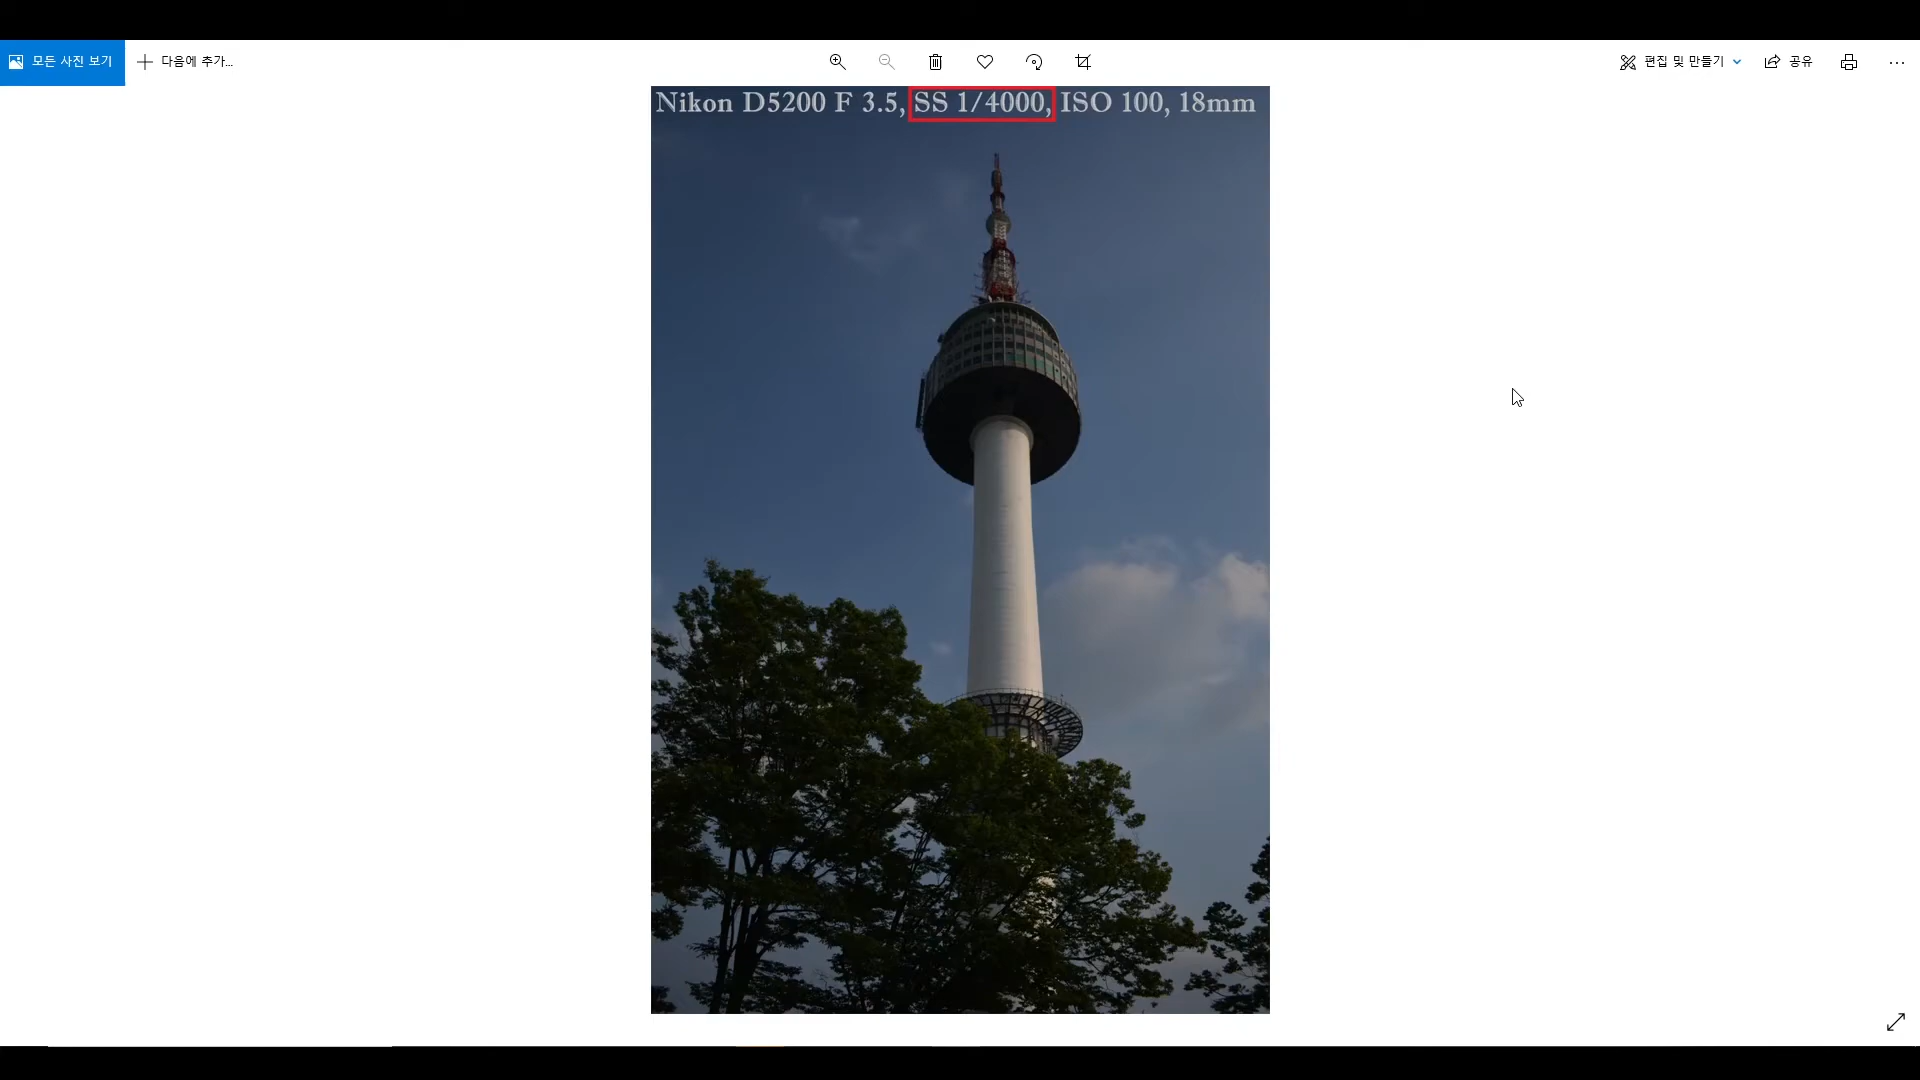 모든 사진 보기
다음에 추가...
편집 및 만들기
공유
Nikon D5200 F 3.5, SS 1/4000, ISO 100, 18mm